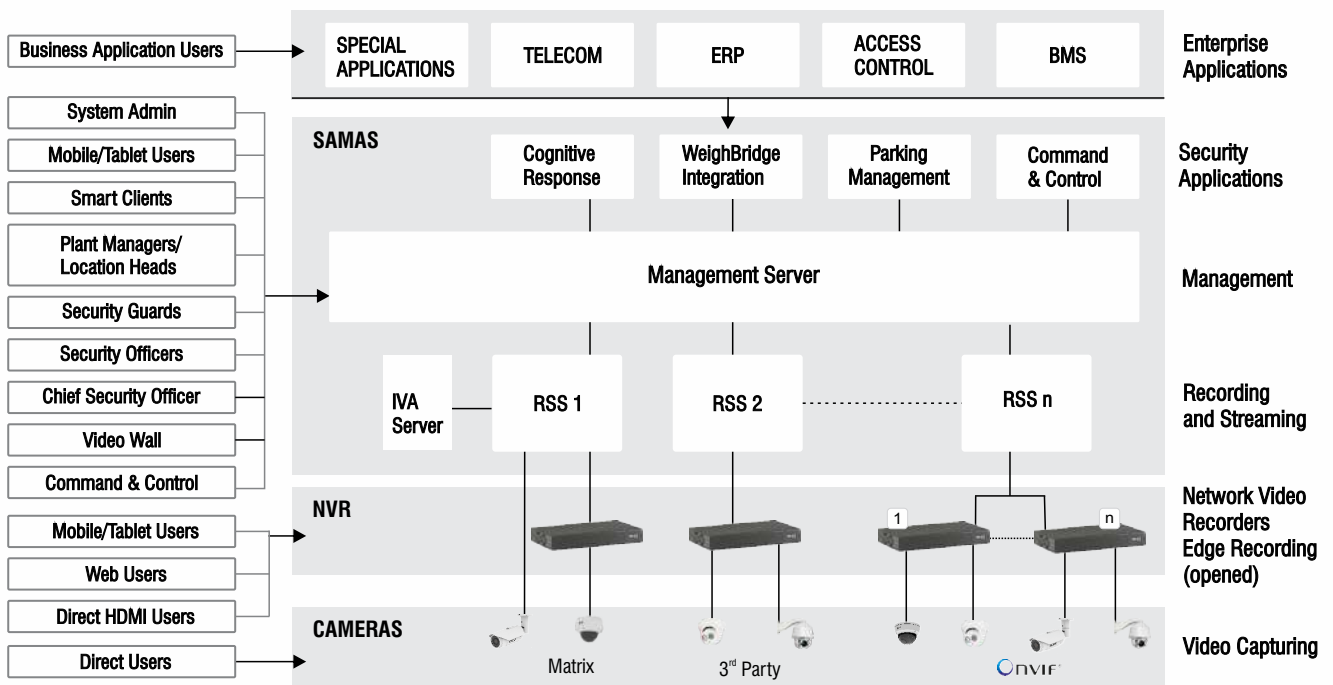 Business Application Users
SPECIAL
APPLICATIONS
TELECOM
ERP
ACCESS
CONTROL
BMS
Enterprise
Applications
System Admin
Mobile/Tablet Users
Smart Clients
Plant Managers/
Location Heads
Security Guards
Security Officers
Chief Security Officer
Video Wall
Command & Control
SAMAS
Cognitive
Response
WeighBridge
Integration
Parking
Management
Command
& Control
Security
Applications
Management Server
Management
IVA
Server
RSS 1
RSS 2
RSS n
Recording
and Streaming
Mobile/Tablet Users
Web Users
Direct HDMI Users
NVR
1
n
Network Video
Recorders
Edge Recording
(opened)
Direct Users
CAMERAS
Matrix
3rd Party
ONVIF
Video Capturing